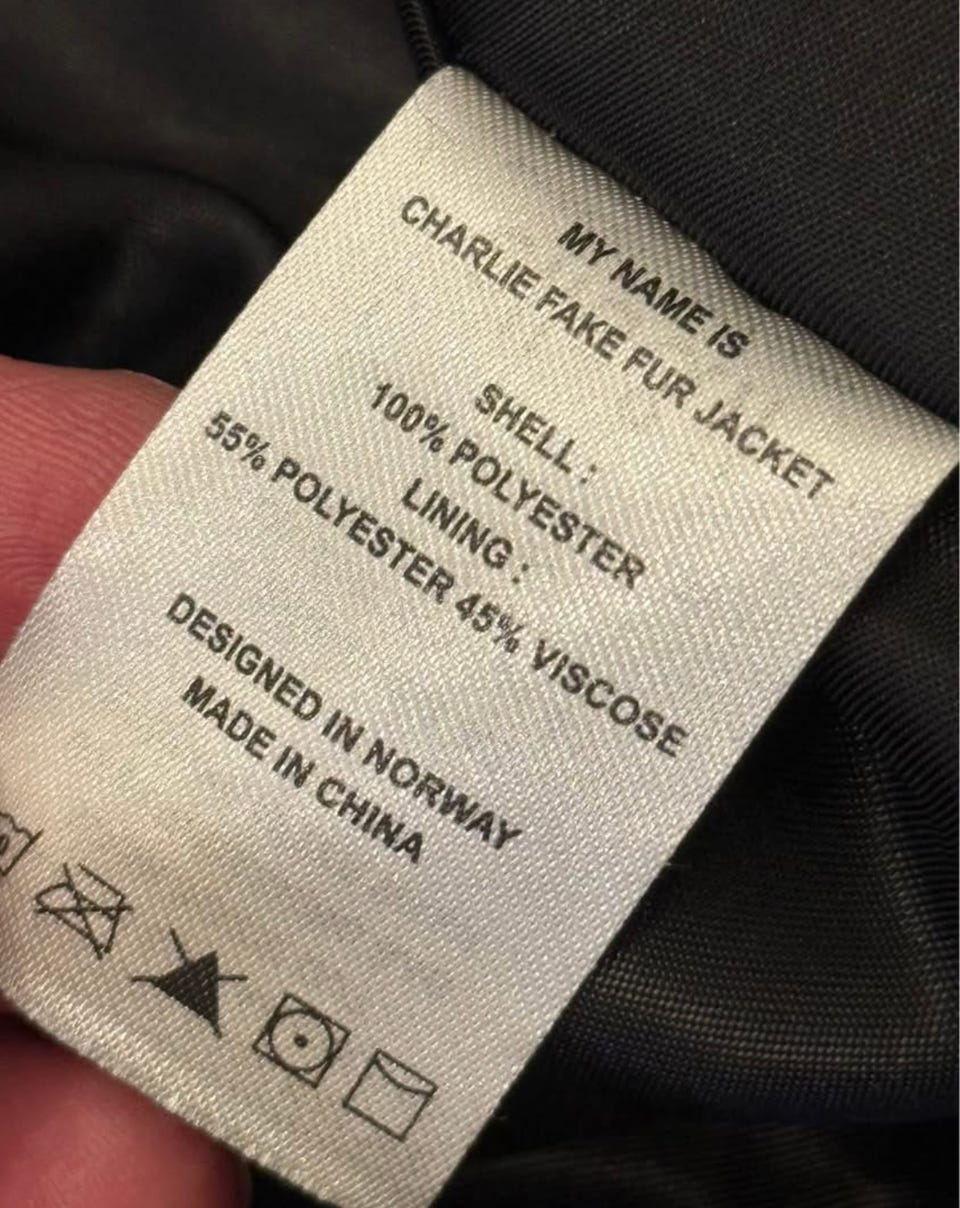 MY NAME IS
CHARLIE FAKE FUR JACKET
SHELL :
100% POLYESTER
LINING :
55% POLYESTER 45% VISCOSE
DESIGNED IN NORWAY
MADE IN CHINA